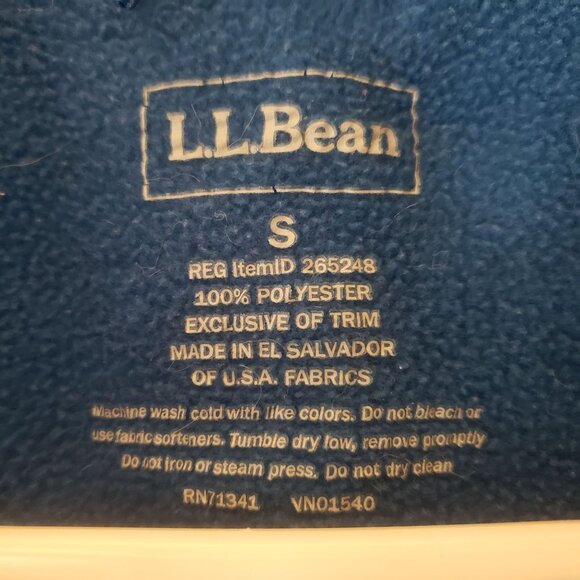 L.L.Bean
S
REG ItemID 265248
100% POLYESTER
EXCLUSIVE OF TRIM
MADE IN EL SALVADOR
OF U.S.A. FABRICS
Machine wash cold with like colors. Do not bleach or
use fabric softeners. Tumble dry low, remove promptly
Do not iron or steam press. Do not dry clean
RN71341 VN01540